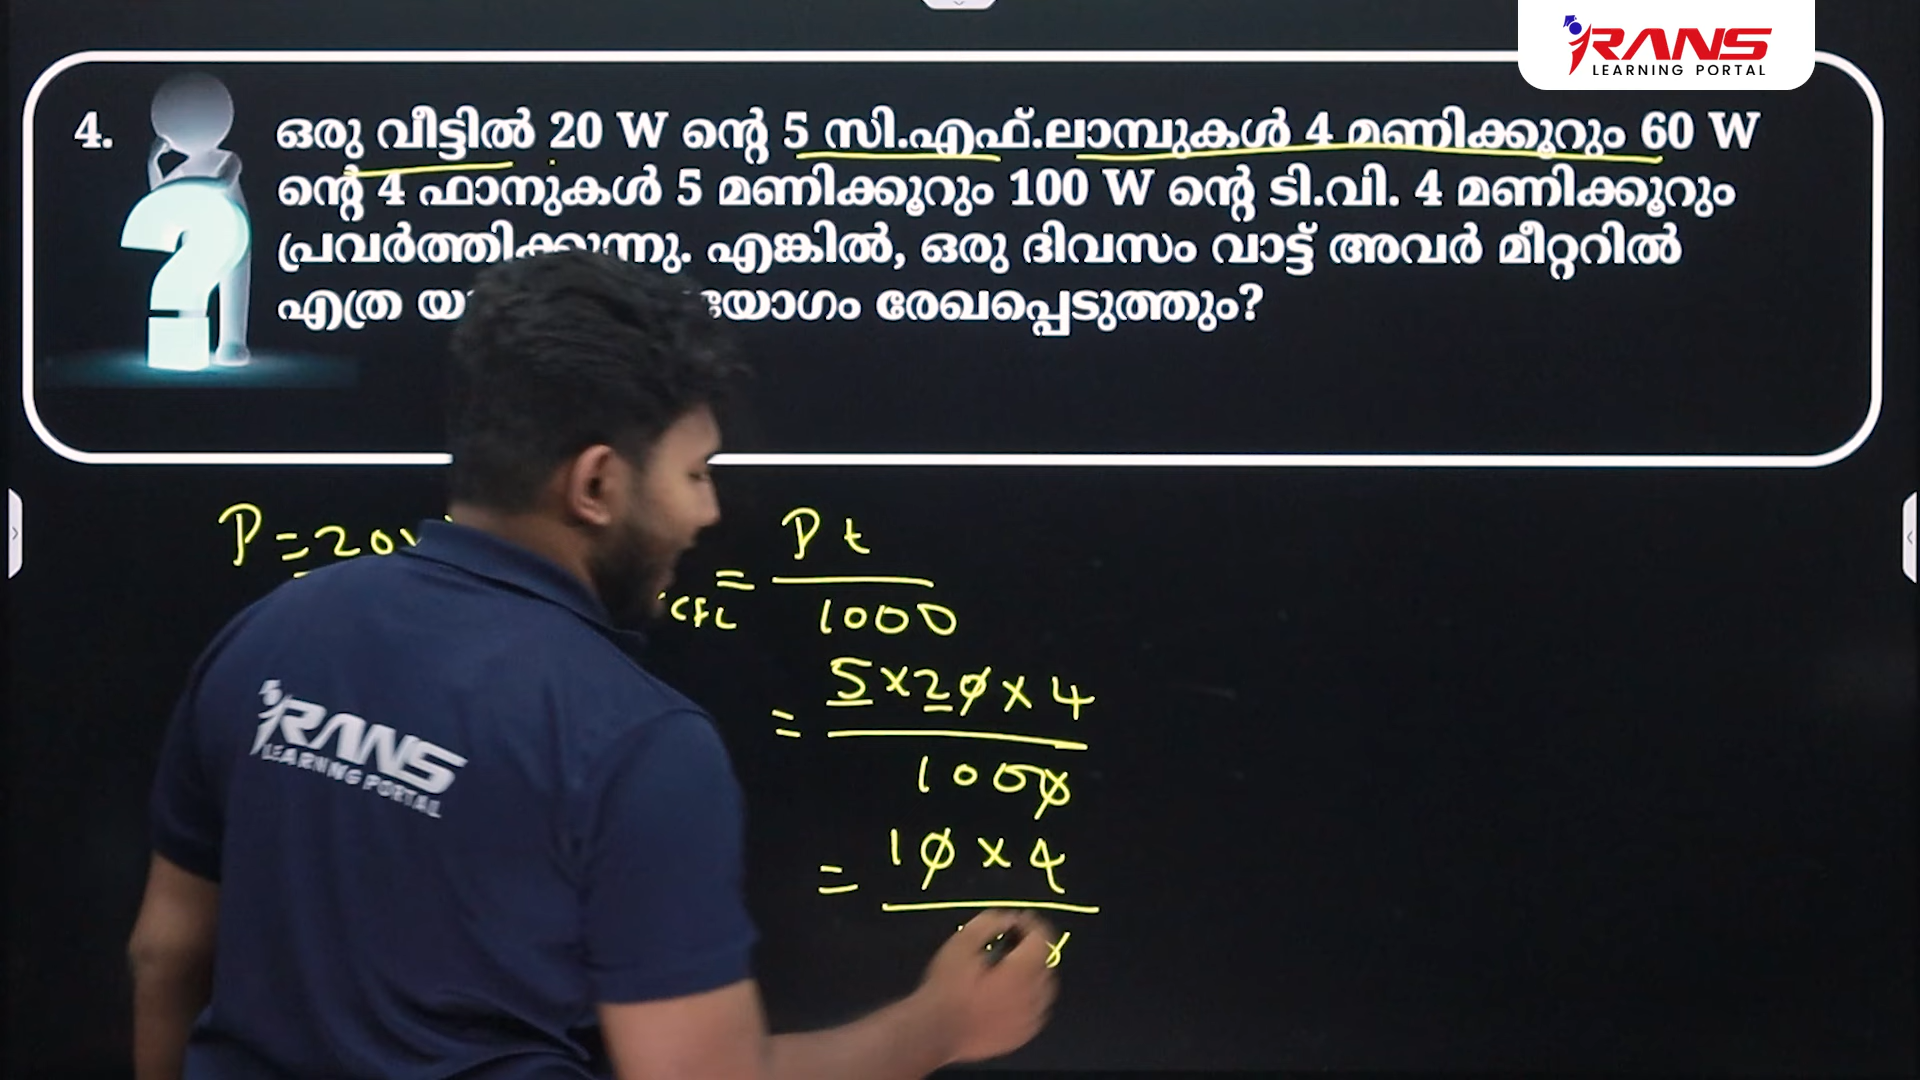 RANS
LEARNING PORTAL
4. ഒരു വീട്ടിൽ 20 W ന്റെ 5 സി.എഫ്.ലാമ്പുകൾ 4 മണിക്കൂറും 60 W
ന്റെ 4 ഫാനുകൾ 5 മണിക്കൂറും 100 W ന്റെ ടി.വി. 4 മണിക്കൂറും
പ്രവർത്തിക്കുന്നു. എങ്കിൽ, ഒരു ദിവസം വാട്ട് അവർ മീറ്ററിൽ
എത്ര രേഖപ്പെടുത്തും?
P = 20
CFL = P t
1000
= 5 x 20 x 4
1000
= 10 x 4
RANS
LEARNING PORTAL